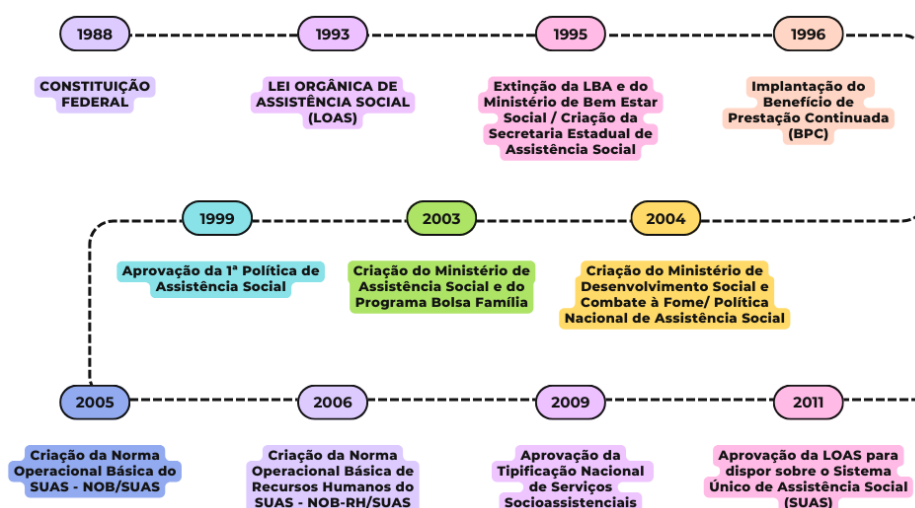 1988
1993
1995
1996
CONSTITUIÇÃO
FEDERAL
LEI ORGÂNICA DE
ASSISTÊNCIA SOCIAL
(LOAS)
Extinção da LBA e do
Ministério de Bem Estar
Social / Criação da
Secretaria Estadual de
Assistência Social
Implantação do
Benefício de
Prestação Continuada
(BPC)
1999
2003
2004
Aprovação da 1ª Política de
Assistência Social
Criação do Ministério de
Assistência Social e do
Programa Bolsa Família
Criação do Ministério de
Desenvolvimento Social e
Combate à Fome/ Política
Nacional de Assistência Social
2005
2006
2009
2011
Criação da Norma
Operacional Básica do
SUAS - NOB/SUAS
Criação da Norma
Operacional Básica de
Recursos Humanos do
SUAS - NOB-RH/SUAS
Aprovação da
Tipificação Nacional
de Serviços
Socioassistenciais
Aprovação da LOAS para
dispor sobre o Sistema
Único de Assistência Social
(SUAS)